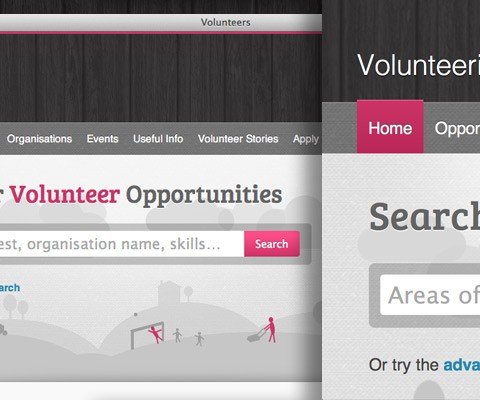 Volunteers
Organisations Events Useful Info Volunteer Stories Apply
Volunteer Opportunities
est, organisation name, skills... Search
arch
Volunteeri
Home Oppor
Search
Areas of
Or try the adva